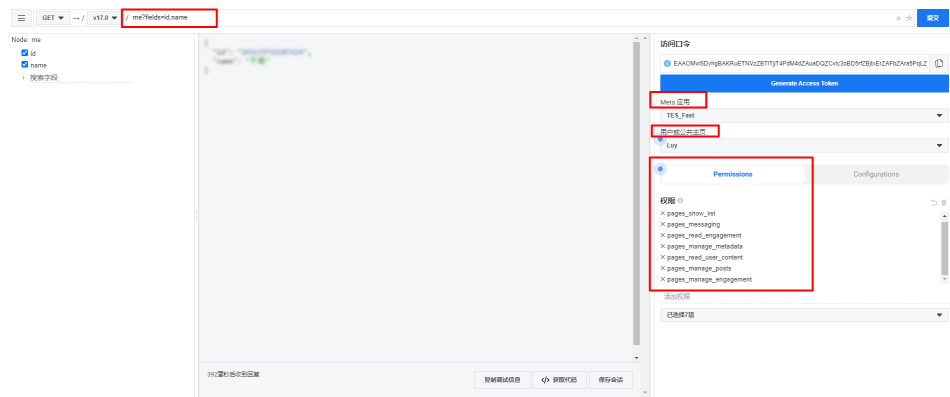 GET → / v17.0 / me?fields=id,name
提交
Node: me
id
name
+ 搜索字段
访问口令
Generate Access Token
Meta 应用
TES_Fast
用户或公共主页
Luy
Permissions
Configurations
权限
× pages_show_list
× pages_messaging
× pages_read_engagement
× pages_manage_metadata
× pages_read_user_content
× pages_manage_posts
× pages_manage_engagement
添加权限
已选择7项
392毫秒后收到回复
复制调试信息
</> 获取代码
保存会话